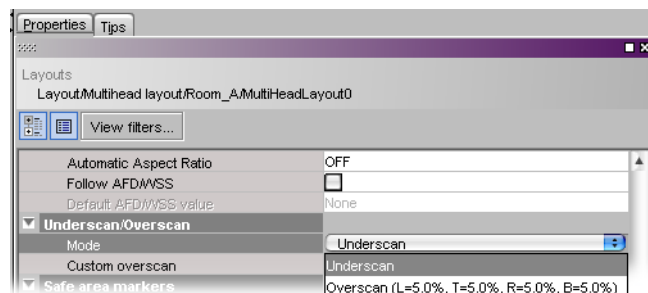 Properties Tips
Layouts
Layout/Multihead layout/Room_A/MultiHeadLayout0
View filters...
Automatic Aspect Ratio OFF
Follow AFD/WSS
Default AFD/WSS value None
Underscan/Overscan
Mode Underscan
Custom overscan Underscan
Safe area markers Overscan (L=5.0%, T=5.0%, R=5.0%, B=5.0%)